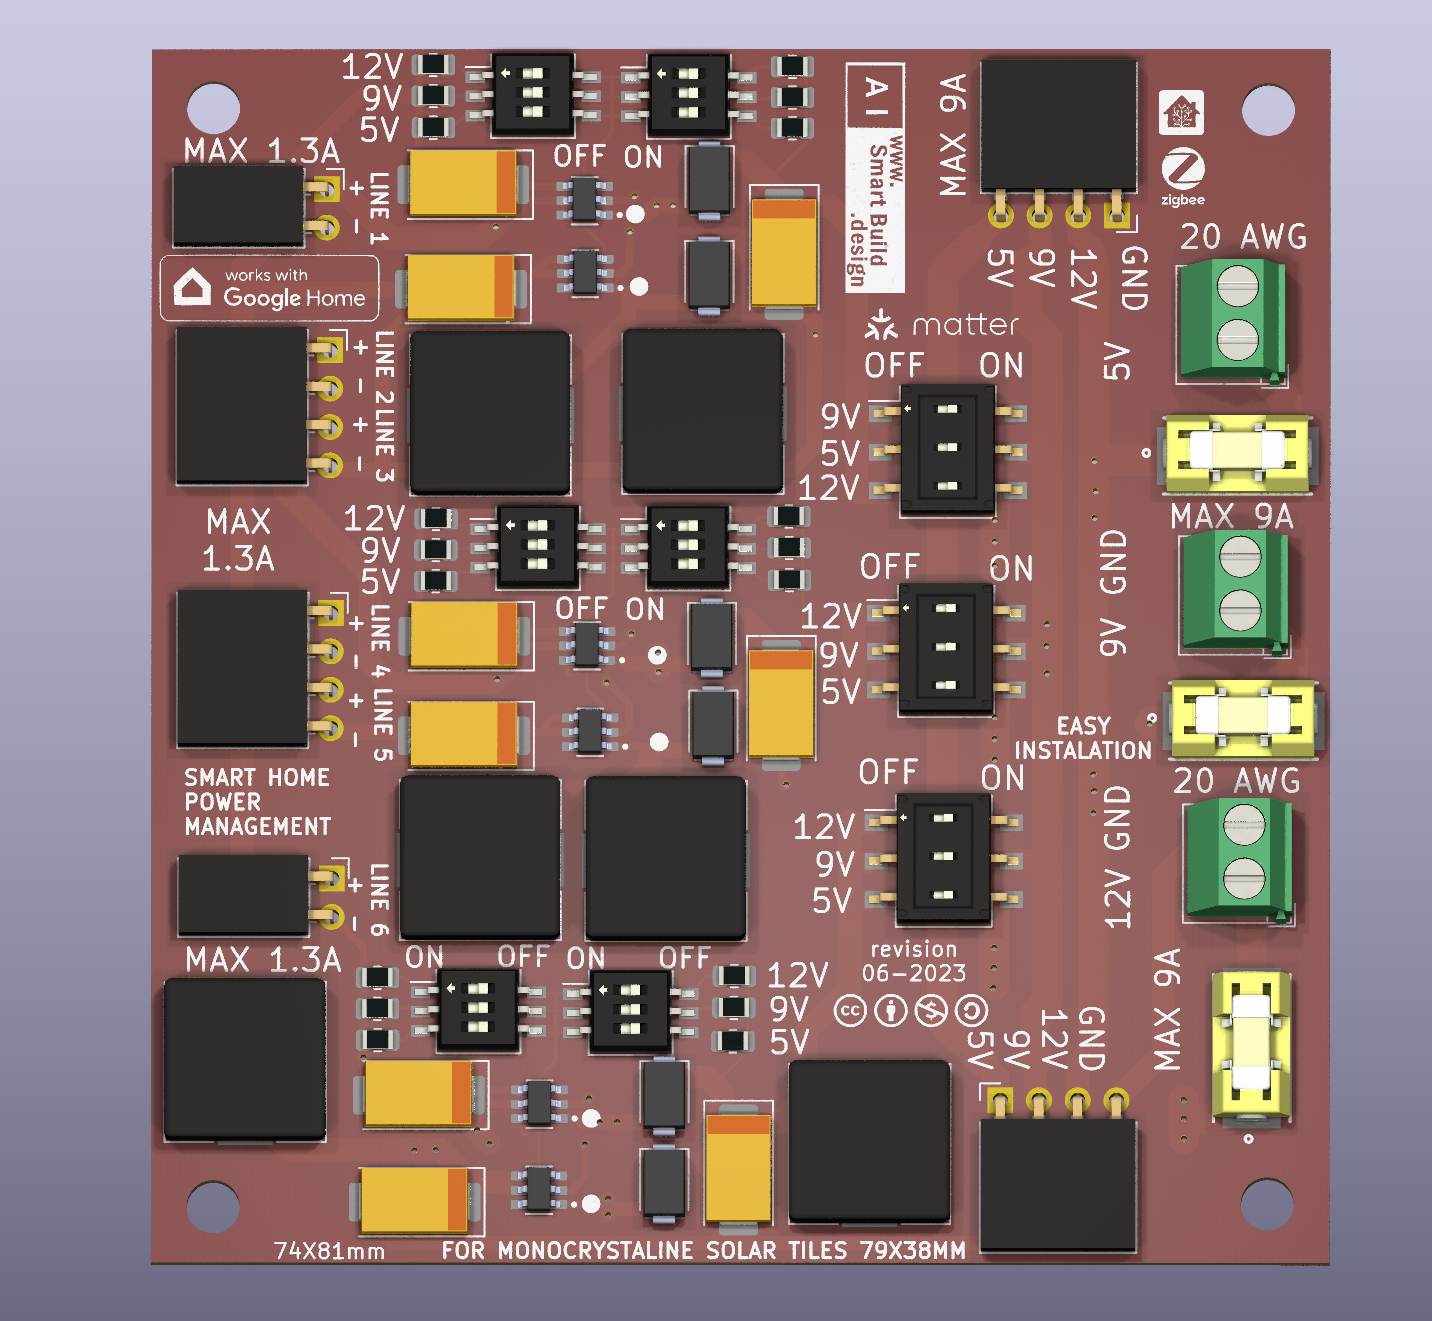 12V
9V
5V
MAX 1.3A
OFF ON
LINE 1
+
-
works with
Google Home
AI
www.
Smart Build
.design
MAX 9A
zigbee
5V
9V
12V
GND
20 AWG
5V
matter
OFF ON
9V
5V
12V
LINE 2
LINE 3
+
-
+
-
MAX
1.3A
12V
9V
5V
OFF ON
MAX 9A
9V GND
OFF ON
12V
9V
5V
LINE 4
LINE 5
+
-
+
-
EASY
INSTALATION
20 AWG
12V GND
SMART HOME
POWER
MANAGEMENT
OFF ON
12V
9V
5V
LINE 6
+
-
MAX 1.3A
ON OFF
ON OFF
12V
9V
5V
revision
06-2023
cc
MAX 9A
5V
9V
12V
GND
74X81mm
FOR MONOCRYSTALINE SOLAR TILES 79X38MM